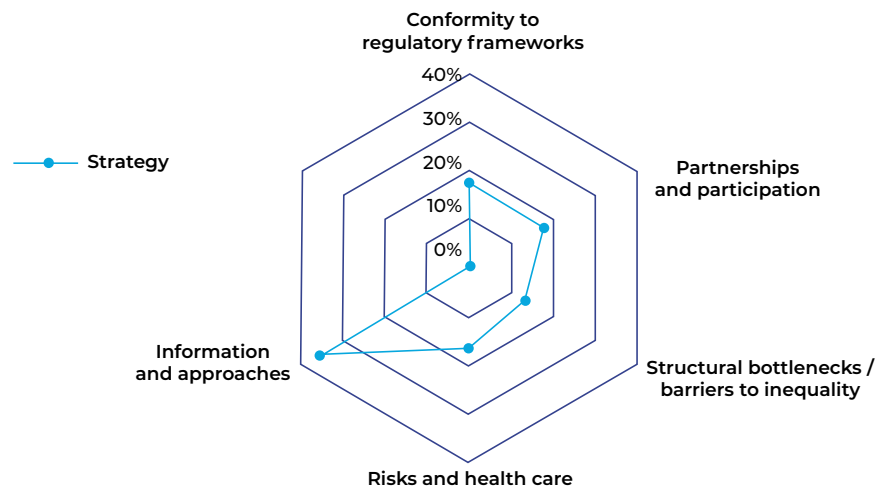 Conformity to
regulatory frameworks
40%
30%
20%
10%
0%
Strategy
Partnerships
and participation
Information
and approaches
Structural bottlenecks /
barriers to inequality
Risks and health care